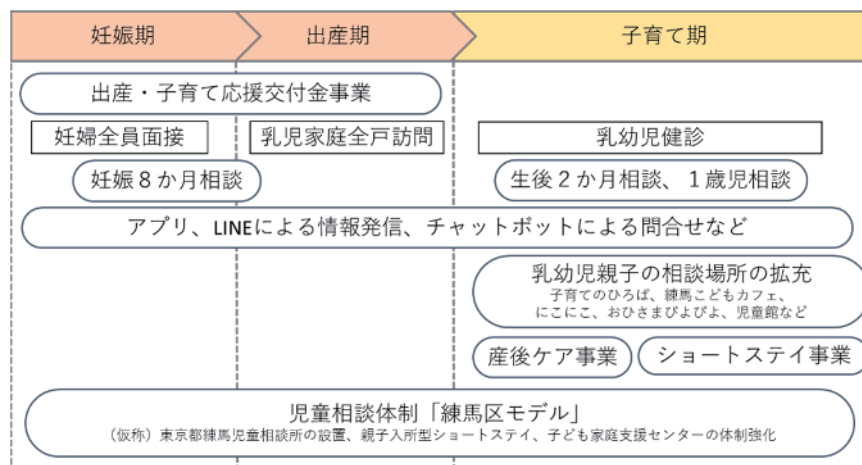 妊娠期
出産期
子育て期
出産・子育て応援交付金事業
妊婦全員面接
乳児家庭全戸訪問
乳幼児健診
妊娠８か月相談
生後２か月相談、１歳児相談
アプリ、LINEによる情報発信、チャットボットによる問合せなど
乳幼児親子の相談場所の拡充
子育てのひろば、練馬こどもカフェ、
にこにこ、おひさまぴよぴよ、児童館など
産後ケア事業
ショートステイ事業
児童相談体制「練馬区モデル」
（仮称）東京都練馬児童相談所の設置、親子入所型ショートステイ、子ども家庭支援センターの体制強化